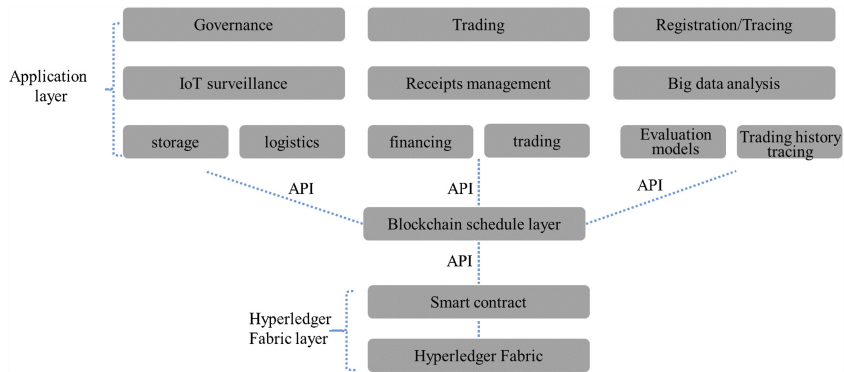 Governance
Trading
Registration/Tracing
Application
layer
IoT surveillance
Receipts management
Big data analysis
storage
logistics
financing
trading
Evaluation
models
Trading history
tracing
API
API
API
Blockchain schedule layer
API
Hyperledger
Fabric layer
Smart contract
Hyperledger Fabric